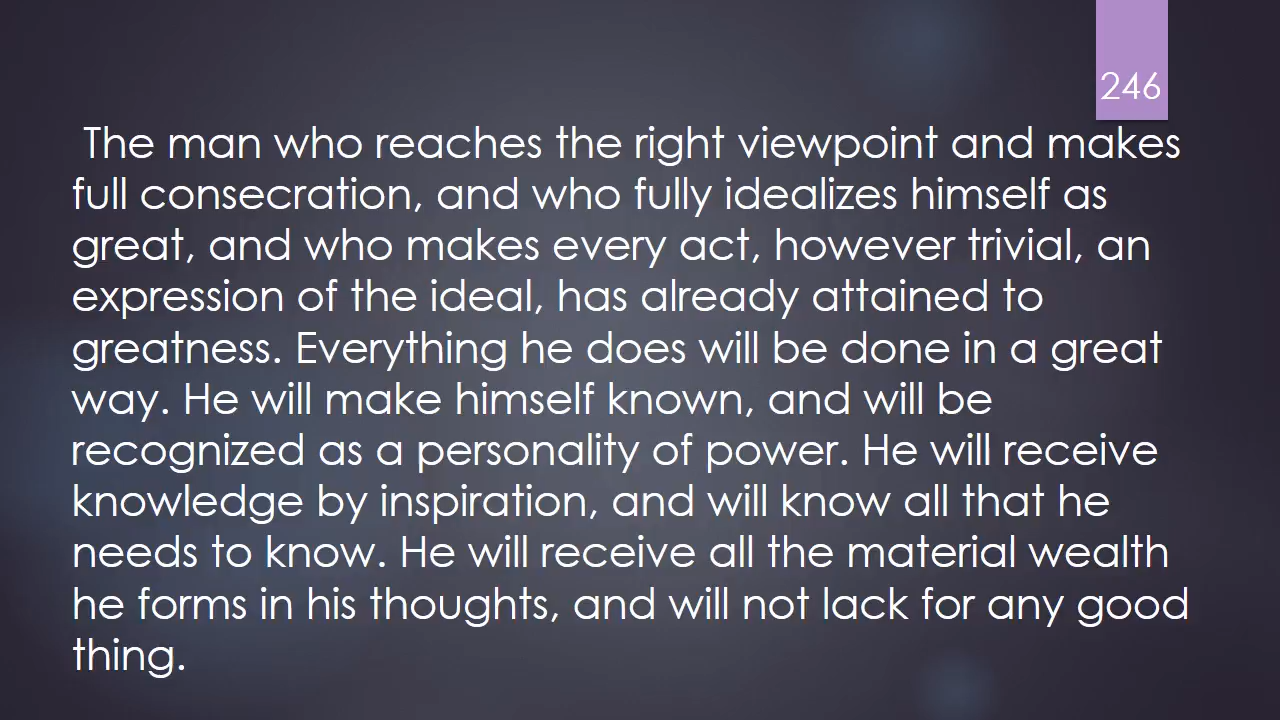 246
The man who reaches the right viewpoint and makes
full consecration, and who fully idealizes himself as
great, and who makes every act, however trivial, an
expression of the ideal, has already attained to
greatness. Everything he does will be done in a great
way. He will make himself known, and will be
recognized as a personality of power. He will receive
knowledge by inspiration, and will know all that he
needs to know. He will receive all the material wealth
he forms in his thoughts, and will not lack for any good
thing.